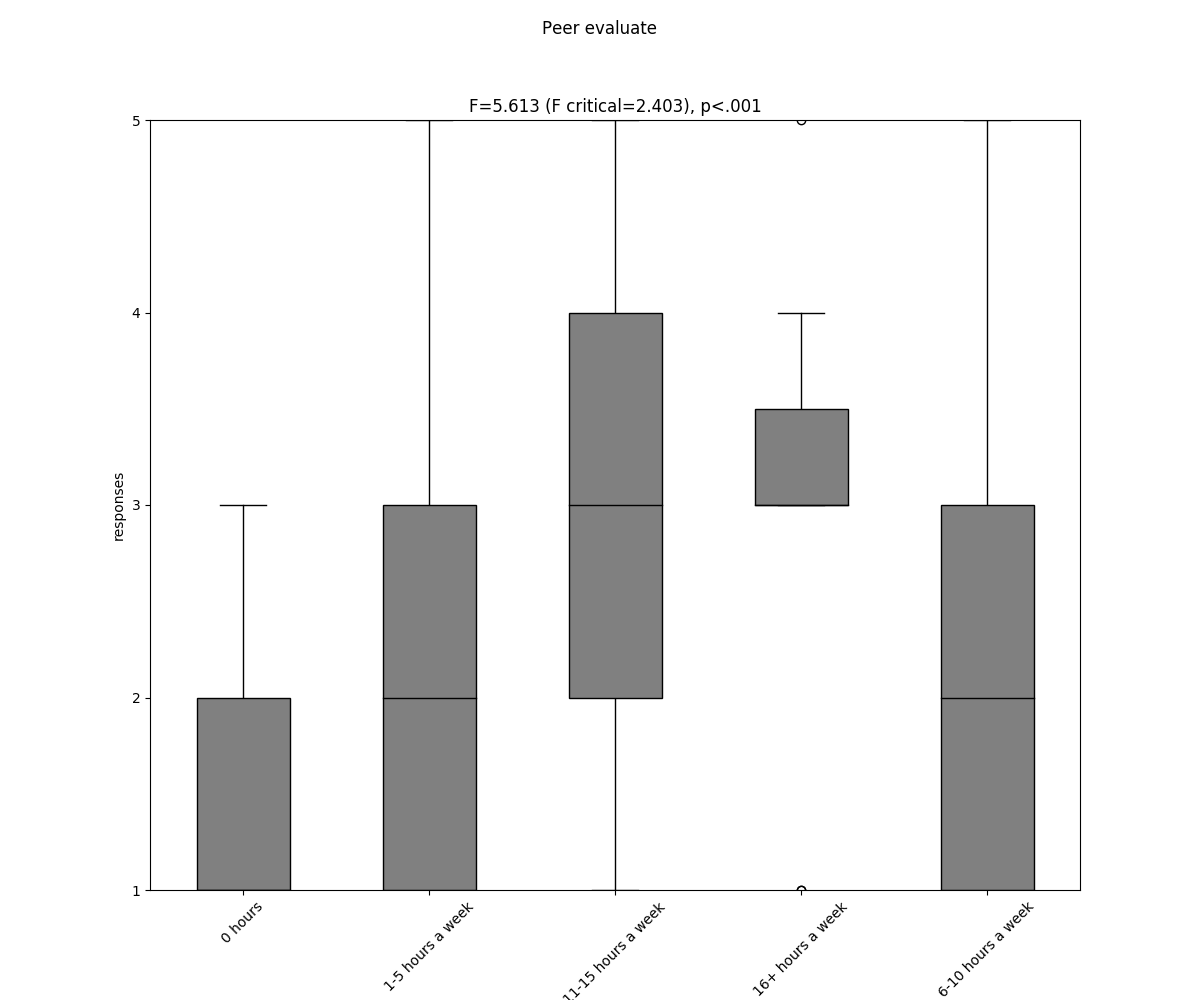 Peer evaluate
F=5.613 (F critical=2.403), p<.001
5
4
3
2
1
responses
0 hours
1-5 hours a week
11-15 hours a week
16+ hours a week
6-10 hours a week